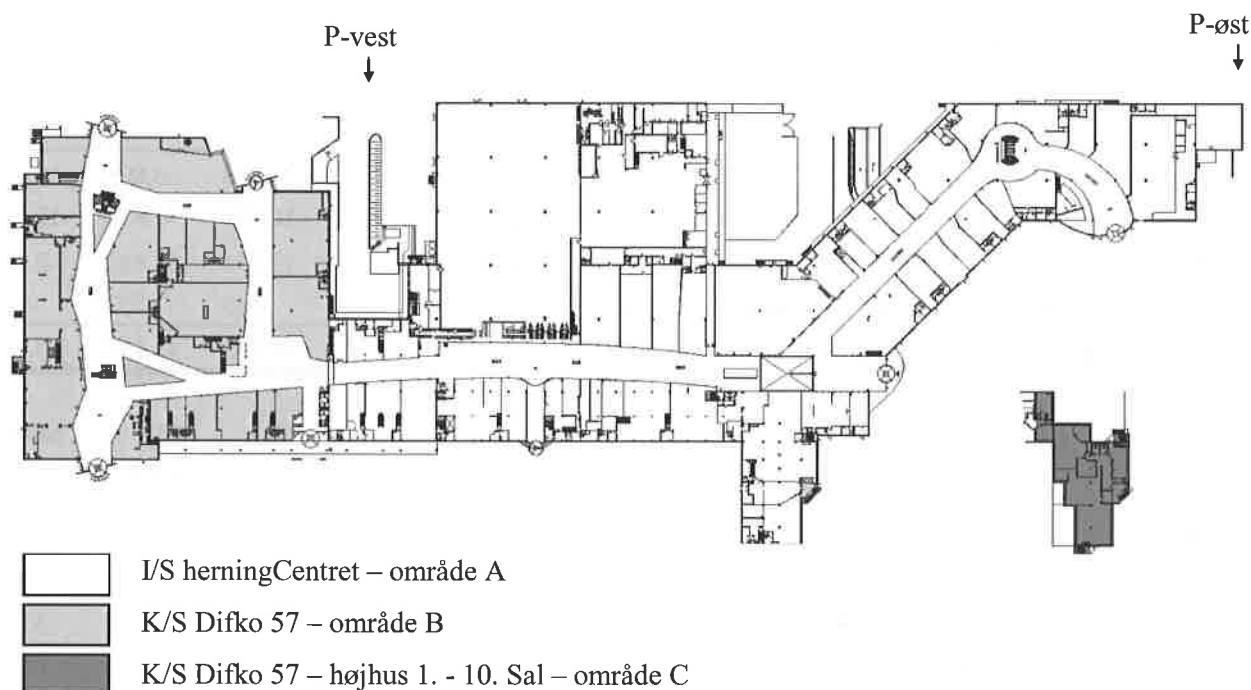 P-vest
P-øst
I/S herningCentret – område A
K/S Difko 57 – område B
K/S Difko 57 – højhus 1. - 10. Sal – område C